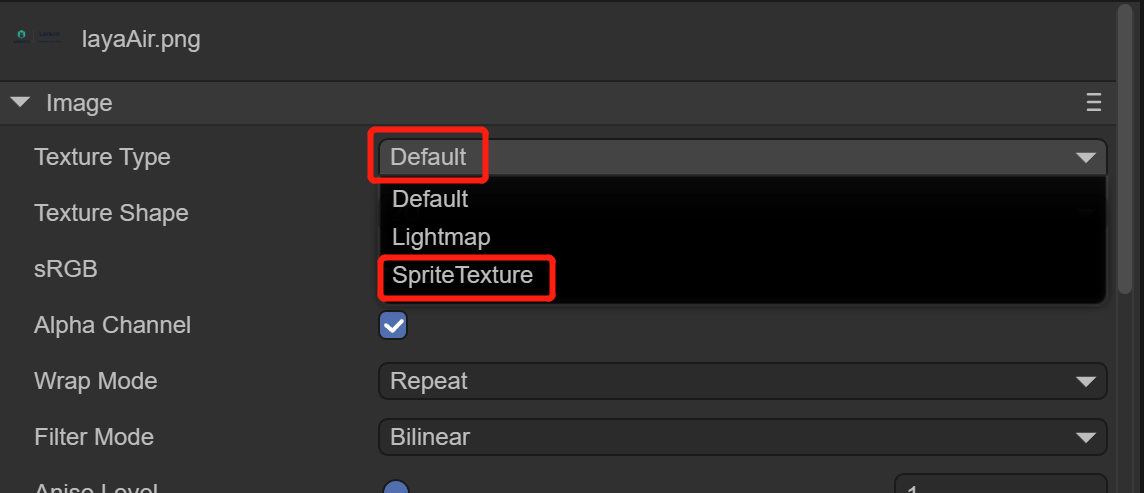 layaAir.png
Image
Texture Type
Default
Default
Texture Shape
Lightmap
sRGB
SpriteTexture
Alpha Channel
Wrap Mode
Repeat
Filter Mode
Bilinear
Aniso Level
1